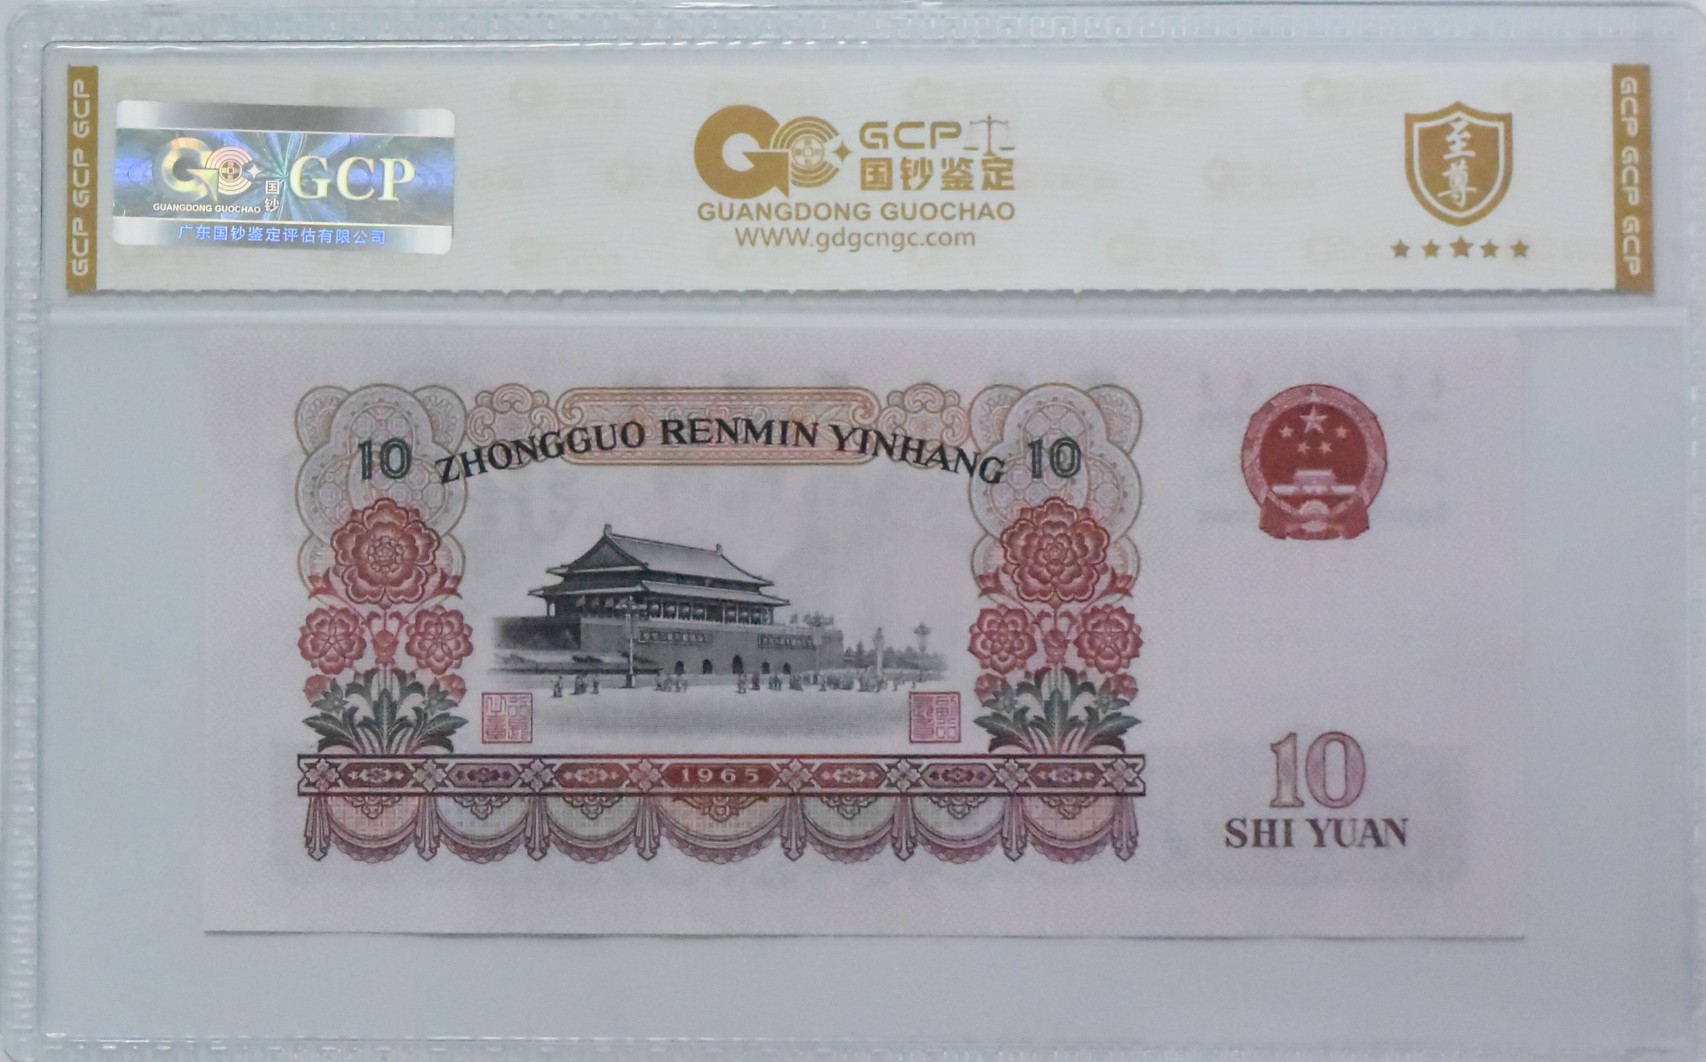 GCP GCP GCP
国钞
GCP
GUANGDONG GUOCHAO
广东国钞鉴定评估有限公司
GCP
国钞鉴定
GUANGDONG GUOCHAO
WWW.gdgcngc.com
至尊
GCP GCP GCP
10 ZHONGGUO RENMIN YINHANG 10
1965
10
SHI YUAN